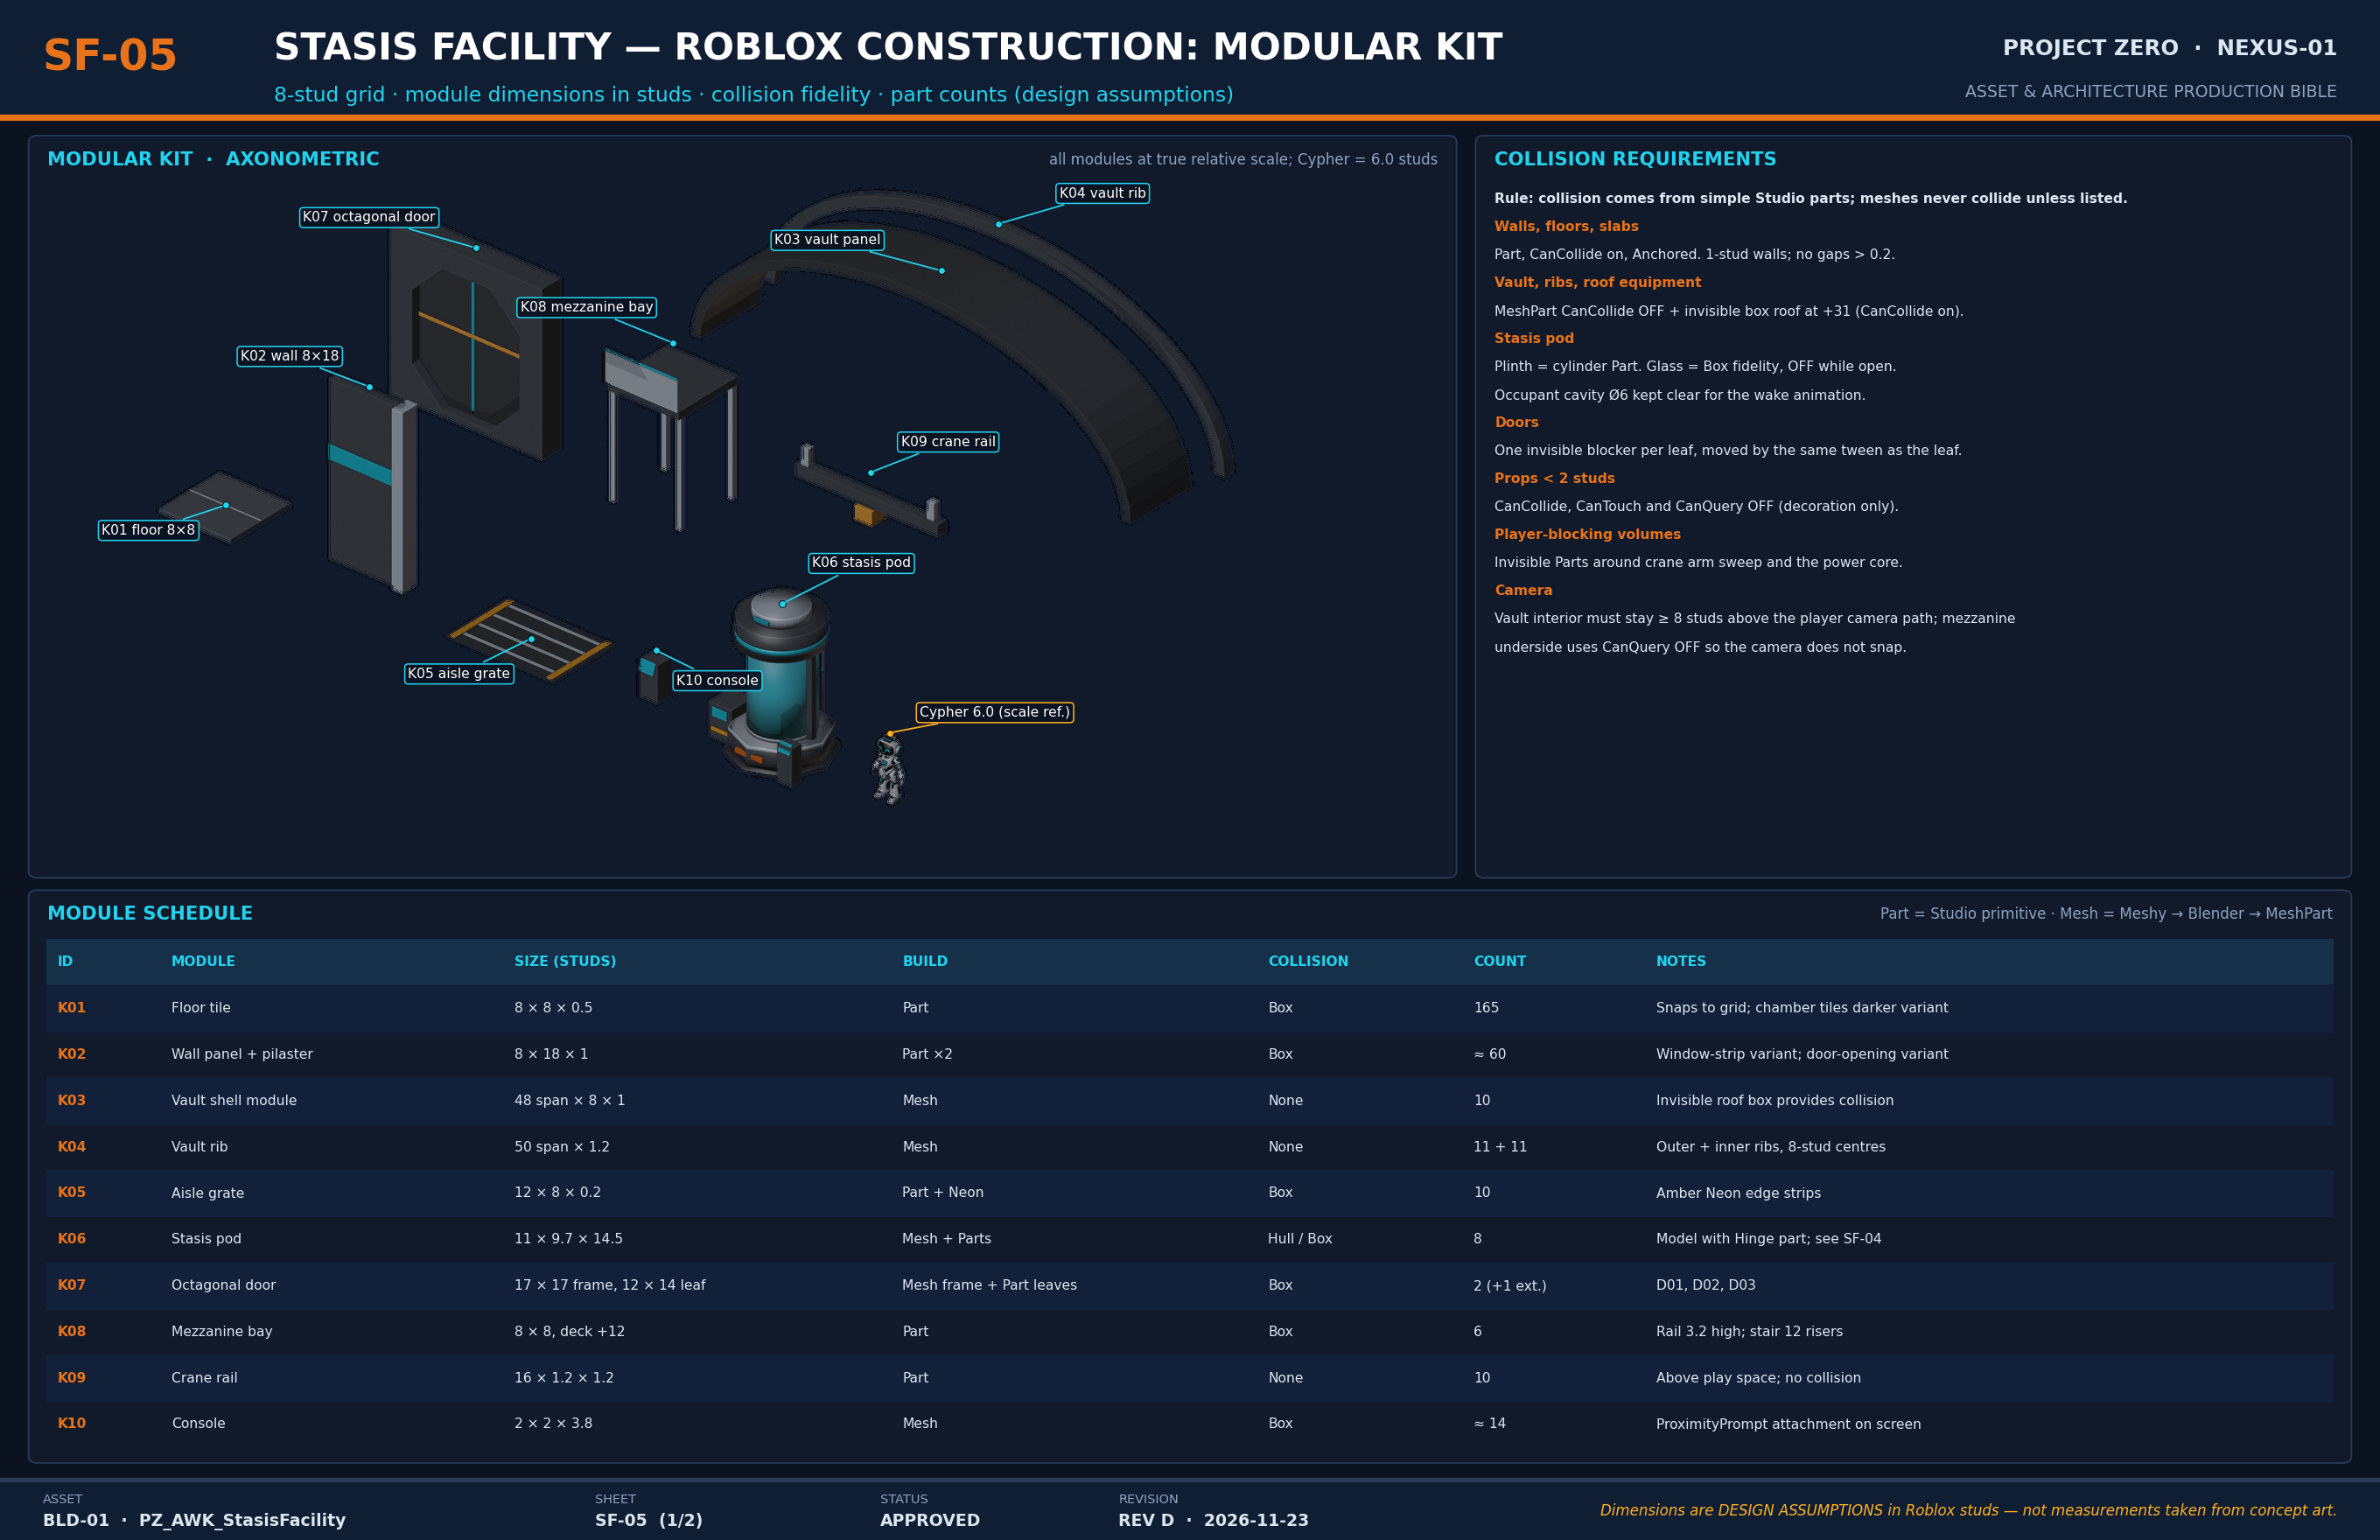 SF-05
STASIS FACILITY — ROBLOX CONSTRUCTION: MODULAR KIT
8-stud grid · module dimensions in studs · collision fidelity · part counts (design assumptions)
PROJECT ZERO · NEXUS-01
ASSET & ARCHITECTURE PRODUCTION BIBLE
MODULAR KIT · AXONOMETRIC
all modules at true relative scale; Cypher = 6.0 studs
K04 vault rib
K07 octagonal door
K03 vault panel
K08 mezzanine bay
K02 wall 8×18
K09 crane rail
K01 floor 8×8
K06 stasis pod
K05 aisle grate
K10 console
Cypher 6.0 (scale ref.)
COLLISION REQUIREMENTS
Rule: collision comes from simple Studio parts; meshes never collide unless listed.
Walls, floors, slabs
Part, CanCollide on, Anchored. 1-stud walls; no gaps > 0.2.
Vault, ribs, roof equipment
MeshPart CanCollide OFF + invisible box roof at +31 (CanCollide on).
Stasis pod
Plinth = cylinder Part. Glass = Box fidelity, OFF while open.
Occupant cavity Ø6 kept clear for the wake animation.
Doors
One invisible blocker per leaf, moved by the same tween as the leaf.
Props < 2 studs
CanCollide, CanTouch and CanQuery OFF (decoration only).
Player-blocking volumes
Invisible Parts around crane arm sweep and the power core.
Camera
Vault interior must stay ≥ 8 studs above the player camera path; mezzanine
underside uses CanQuery OFF so the camera does not snap.
MODULE SCHEDULE
Part = Studio primitive · Mesh = Meshy → Blender → MeshPart
ID MODULE SIZE (STUDS) BUILD COLLISION COUNT NOTES
K01 Floor tile 8 × 8 × 0.5 Part Box 165 Snaps to grid; chamber tiles darker variant
K02 Wall panel + pilaster 8 × 18 × 1 Part ×2 Box ≈ 60 Window-strip variant; door-opening variant
K03 Vault shell module 48 span × 8 × 1 Mesh None 10 Invisible roof box provides collision
K04 Vault rib 50 span × 1.2 Mesh None 11 + 11 Outer + inner ribs, 8-stud centres
K05 Aisle grate 12 × 8 × 0.2 Part + Neon Box 10 Amber Neon edge strips
K06 Stasis pod 11 × 9.7 × 14.5 Mesh + Parts Hull / Box 8 Model with Hinge part; see SF-04
K07 Octagonal door 17 × 17 frame, 12 × 14 leaf Mesh frame + Part leaves Box 2 (+1 ext.) D01, D02, D03
K08 Mezzanine bay 8 × 8, deck +12 Part Box 6 Rail 3.2 high; stair 12 risers
K09 Crane rail 16 × 1.2 × 1.2 Part None 10 Above play space; no collision
K10 Console 2 × 2 × 3.8 Mesh Box ≈ 14 ProximityPrompt attachment on screen
ASSET SHEET STATUS REVISION
BLD-01 · PZ_AWK_StasisFacility SF-05 (1/2) APPROVED REV D · 2026-11-23
Dimensions are DESIGN ASSUMPTIONS in Roblox studs — not measurements taken from concept art.